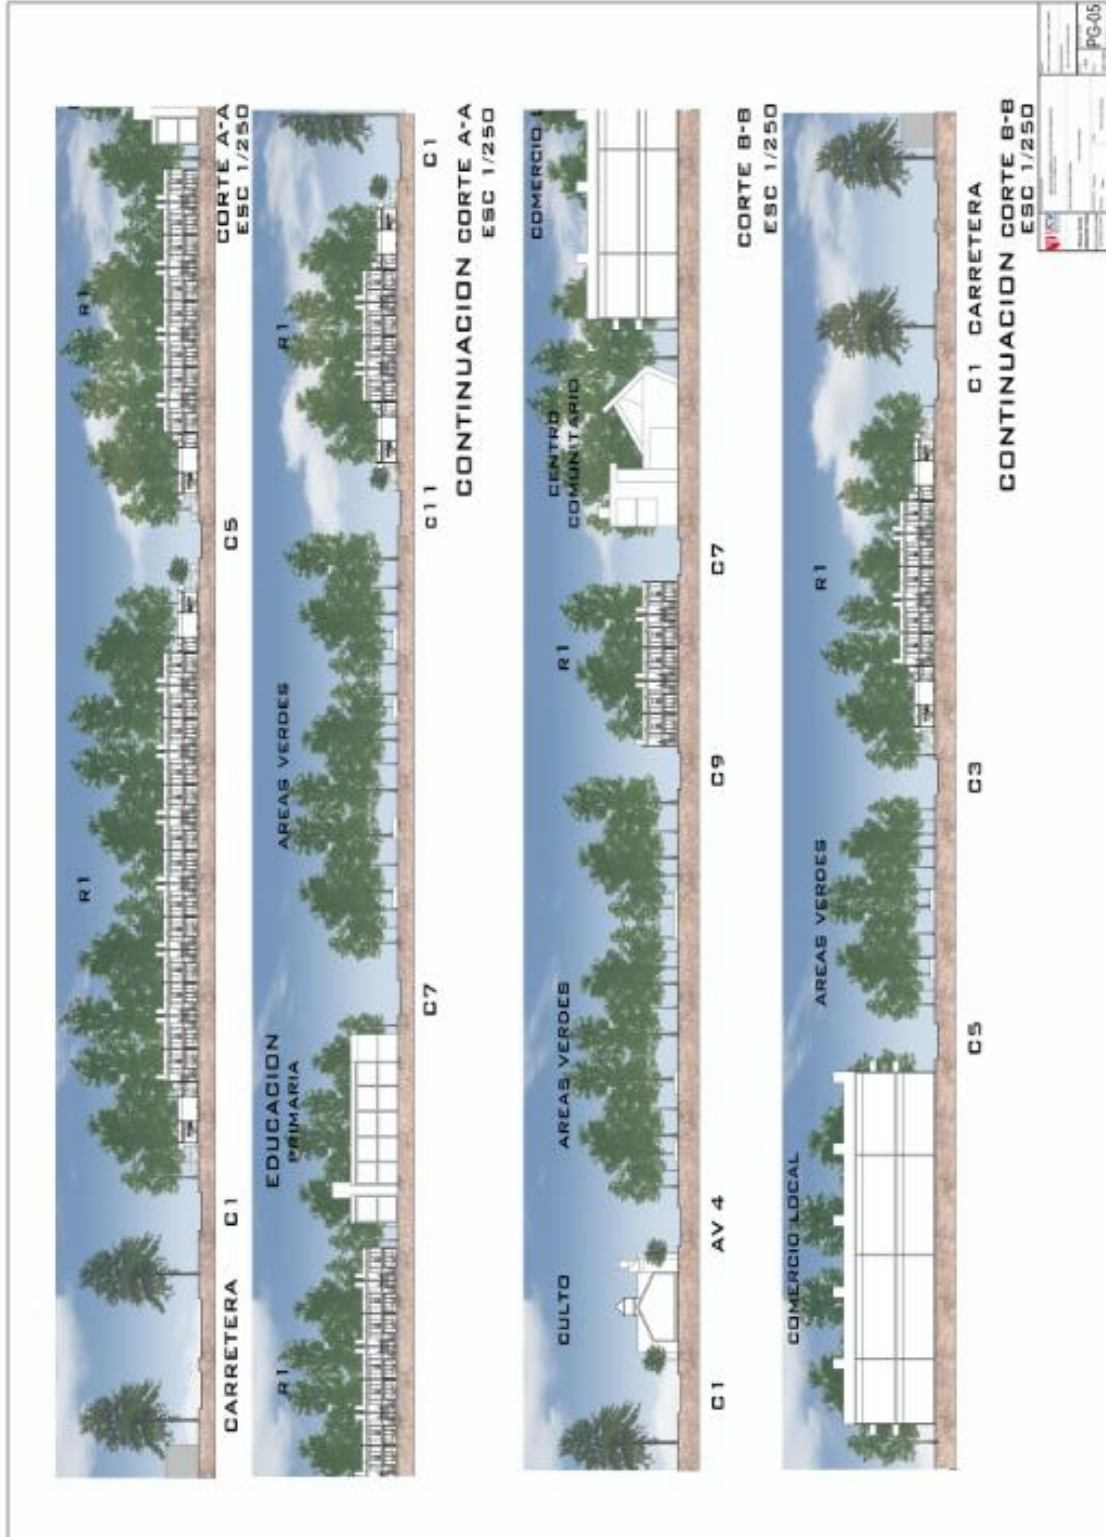 R1
R1
CARRETERA
C1
C5
CORTE A-A
ESC 1/250
R1
EDUCACION
PRIMARIA
AREAS VERDES
R1
C7
C11
C1
CONTINUACION CORTE A-A
ESC 1/250
CULTO
AREAS VERDES
R1
CENTRO
COMUNITARIO
COMERCIO L
C1
AV 4
C9
C7
CORTE B-B
ESC 1/250
COMERCIO LOCAL
AREAS VERDES
R1
C5
C3
C1
CARRETERA
CONTINUACION CORTE B-B
ESC 1/250
PG-05